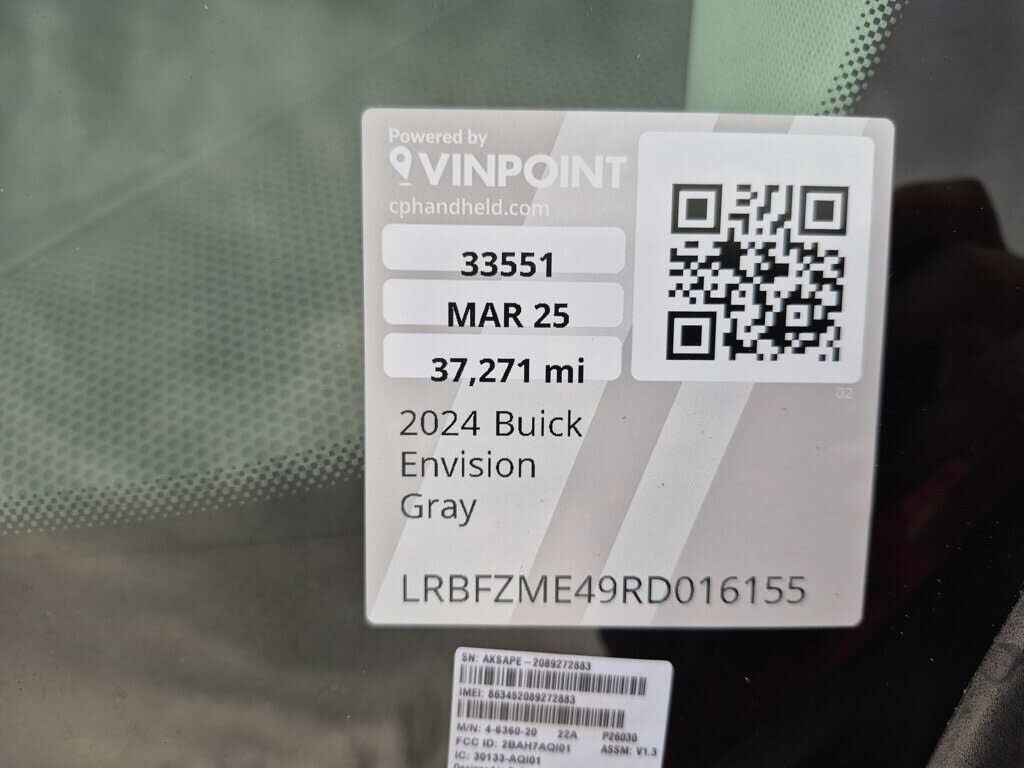 Powered by
VINPOINT
cphandheld.com
33551
MAR 25
37,271 mi
2024 Buick
Envision
Gray
02
LRBFZME49RD016155
SN: AKSAPE-2089272883
IMEI: 863452089272883
M/N: 4-6360-20 22A P26030
FCC ID: 2BAH7AQI01 ASSM: V1.3
IC: 30133-AQI01